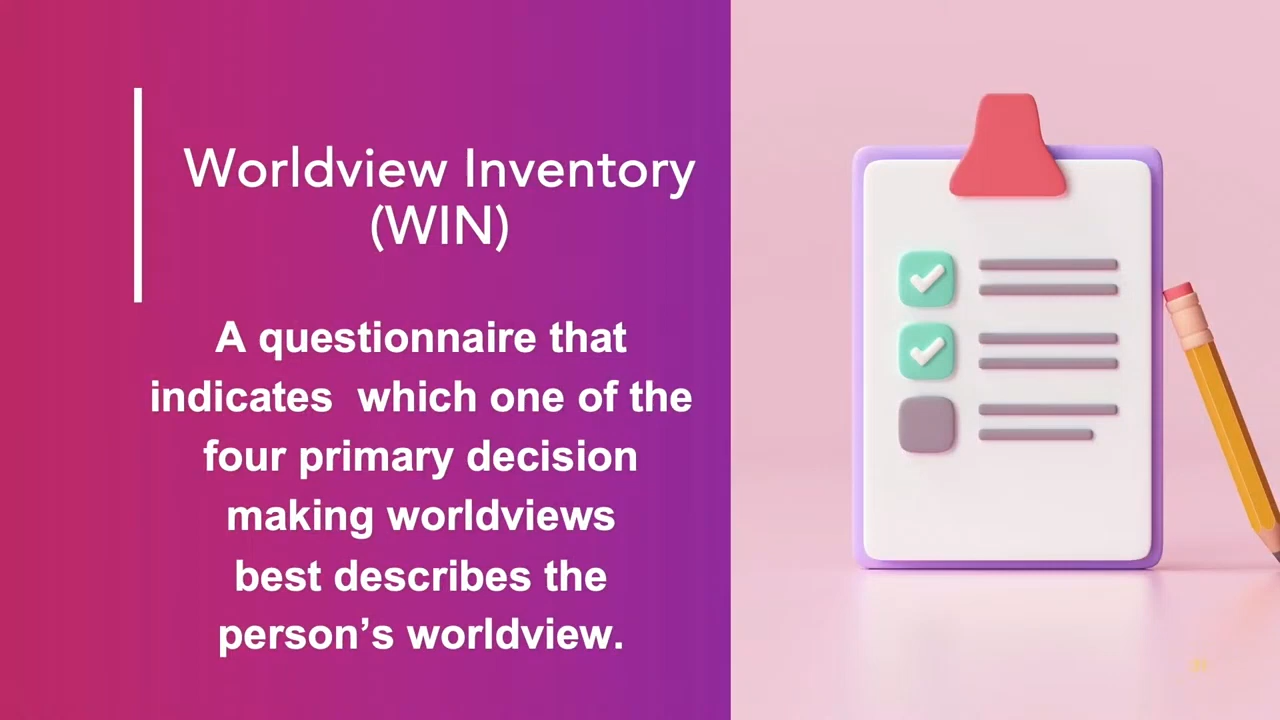 Worldview Inventory
(WIN)
A questionnaire that
indicates  which one of the
four primary decision
making worldviews
best describes the
person’s worldview.